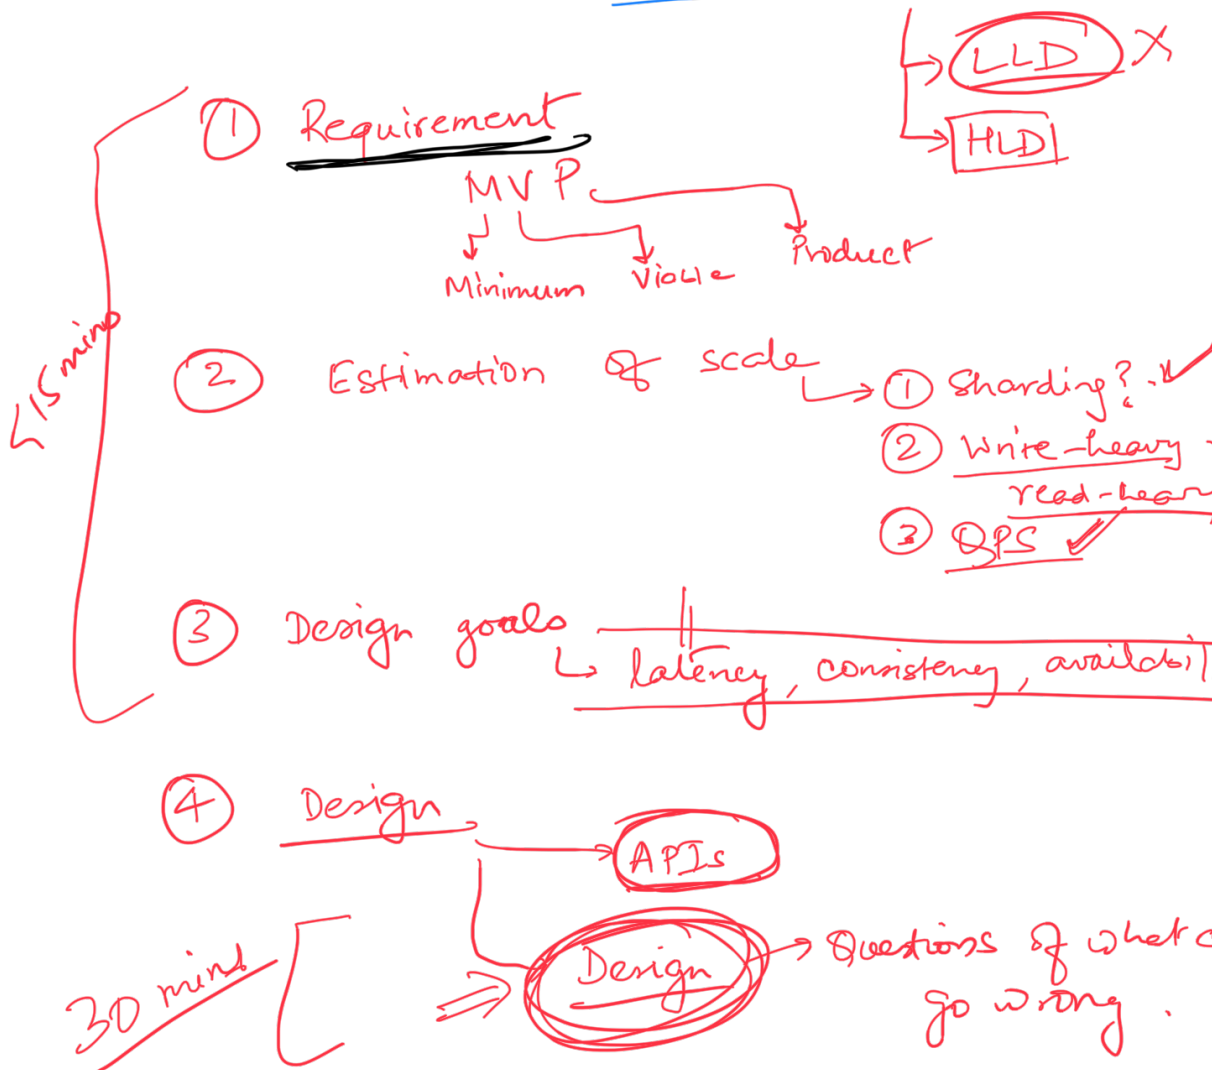 LLD X
HLD
① Requirement
MVP
Minimum Viable Product
<15 mins
② Estimation of scale
① Sharding?
② Write-heavy
read-heav
③ QPS
③ Design goals
latency, consistency, availabil
④ Design
APIs
Design
Questions of what c
go wrong.
30 mins